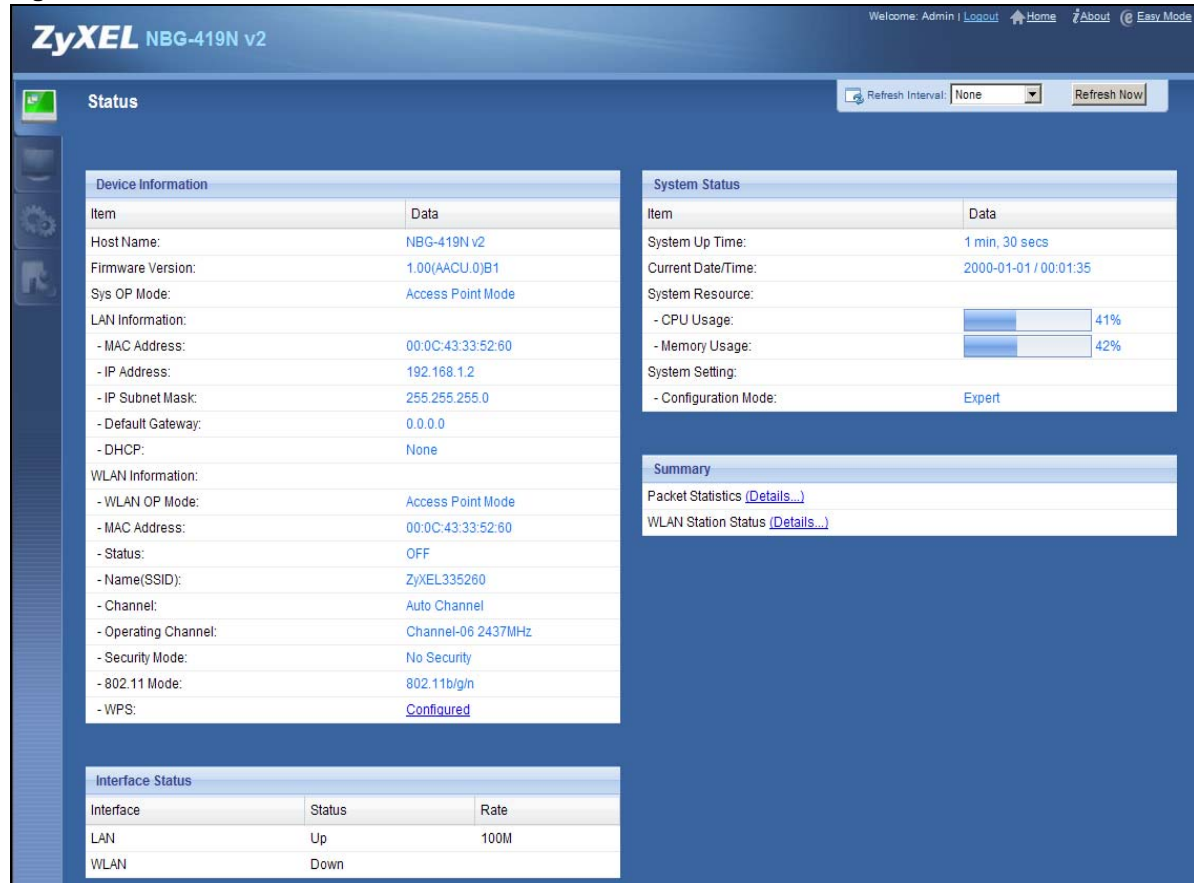 ZyXEL NBG-419N v2
Welcome: Admin | Logout Home About Easy Mode
Status
Refresh Interval: None Refresh Now
Device Information
Item Data
Host Name: NBG-419N v2
Firmware Version: 1.00(AACU.0)B1
Sys OP Mode: Access Point Mode
LAN Information:
- MAC Address: 00:0C:43:33:52:60
- IP Address: 192.168.1.2
- IP Subnet Mask: 255.255.255.0
- Default Gateway: 0.0.0.0
- DHCP: None
WLAN Information:
- WLAN OP Mode: Access Point Mode
- MAC Address: 00:0C:43:33:52:60
- Status: OFF
- Name(SSID): ZyXEL335260
- Channel: Auto Channel
- Operating Channel: Channel-06 2437MHz
- Security Mode: No Security
- 802.11 Mode: 802.11b/g/n
- WPS: Configured
Interface Status
Interface Status Rate
LAN Up 100M
WLAN Down
System Status
Item Data
System Up Time: 1 min, 30 secs
Current Date/Time: 2000-01-01 / 00:01:35
System Resource:
- CPU Usage: 41%
- Memory Usage: 42%
System Setting:
- Configuration Mode: Expert
Summary
Packet Statistics (Details...)
WLAN Station Status (Details...)